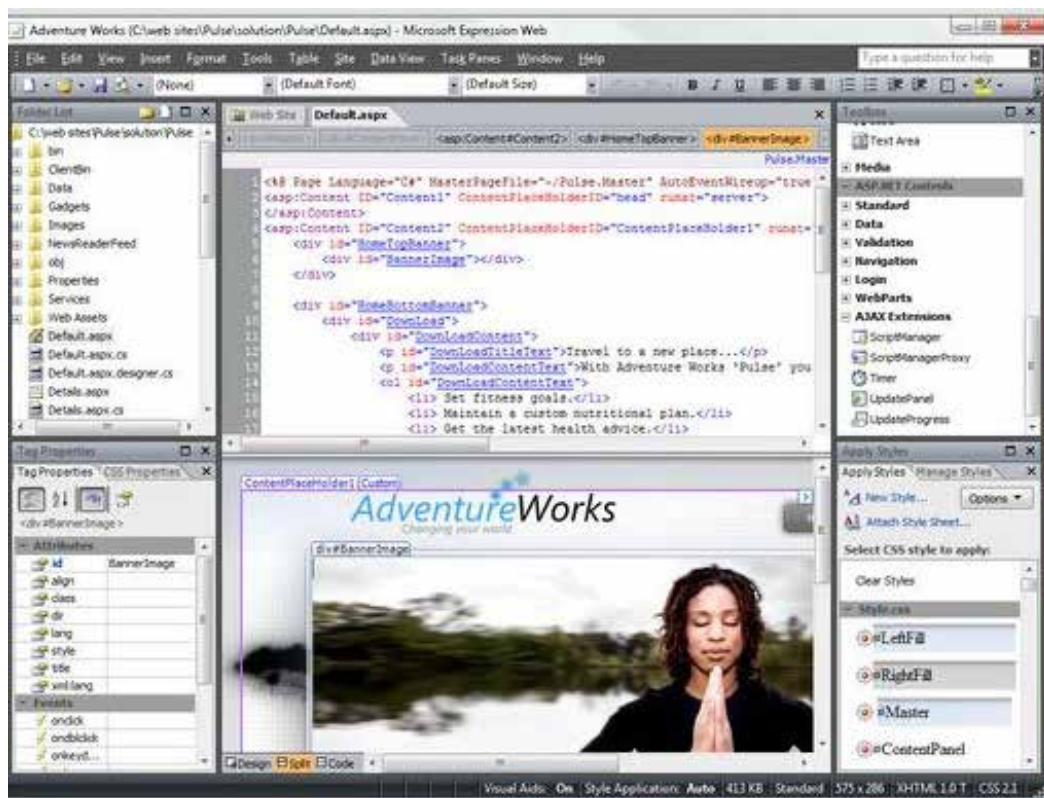 Adventure Works (C:\web sites\Pulse\solution\Pulse\Default.aspx) - Microsoft Expression Web
File Edit View Insert Format Tools Table Site Data View Task Panes Window Help
Type a question for help
(None) (Default Font) (Default Size) B I U
Folder List
C:\web sites\Pulse\solution\Pulse
bin
ClientBin
Data
Gadgets
Images
NewsReaderFeed
obj
Properties
Services
Web Assets
Default.aspx
Default.aspx.cs
Default.aspx.designer.cs
Details.aspx
Details.aspx.cs
Web Site Default.aspx
<asp:Content#Content2> <div#HomeTopBanner> <div#BannerImage>
Pulse.Master
1 <%@ Page Language="C#" MasterPageFile="~/Pulse.Master" AutoEventWireup="true
<asp:Content ID="Content1" ContentPlaceHolderID="head" runat="server">
</asp:Content>
<asp:Content ID="Content2" ContentPlaceHolderID="ContentPlaceHolder1" runat=
<div id="HomeTopBanner">
<div id="BannerImage"></div>
</div>
<div id="HomeBottomBanner">
<div id="DownLoad">
<div id="DownLoadContent">
<p id="DownLoadTitleText">Travel to a new place...</p>
<p id="DownLoadContentText">With Adventure Works 'Pulse' you
<ol id="DownLoadContentText">
<li> Set fitness goals.</li>
<li> Maintain a custom nutritional plan.</li>
<li> Get the latest health advice.</li>
Toolbox
Text Area
Media
ASP.NET Controls
Standard
Data
Validation
Navigation
Login
WebParts
AJAX Extensions
ScriptManager
ScriptManagerProxy
Timer
UpdatePanel
UpdateProgress
Tag Properties
Tag Properties CSS Properties
<div#BannerImage>
Attributes
id BannerImage
align
class
dir
lang
style
title
xml:lang
Events
onclick
ondblclick
onkeyd...
ContentPlaceHolder1 (Custom)
AdventureWorks
Changing your world
div#BannerImage
Design Split Code
Apply Styles
Apply Styles Manage Styles
New Style... Options
Attach Style Sheet...
Select CSS style to apply:
Clear Styles
Style.css
#LeftFill
#RightFill
#Master
#ContentPanel
Visual Aids: On Style Application: Auto 413 KB Standard 575 x 286 XHTML 1.0 T CSS 2.1